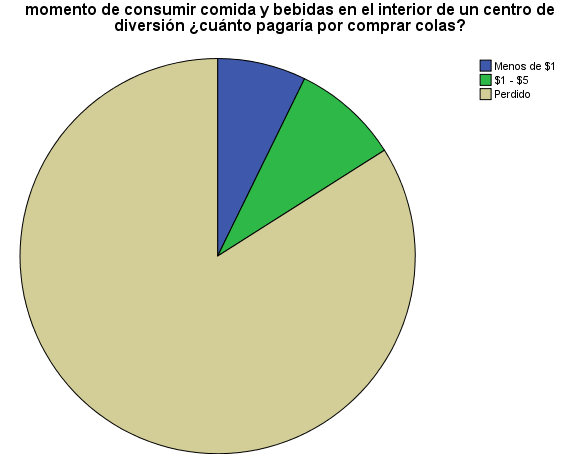 momento de consumir comida y bebidas en el interior de un centro de
diversión ¿cuánto pagaría por comprar colas?
Menos de $1
$1 - $5
Perdido